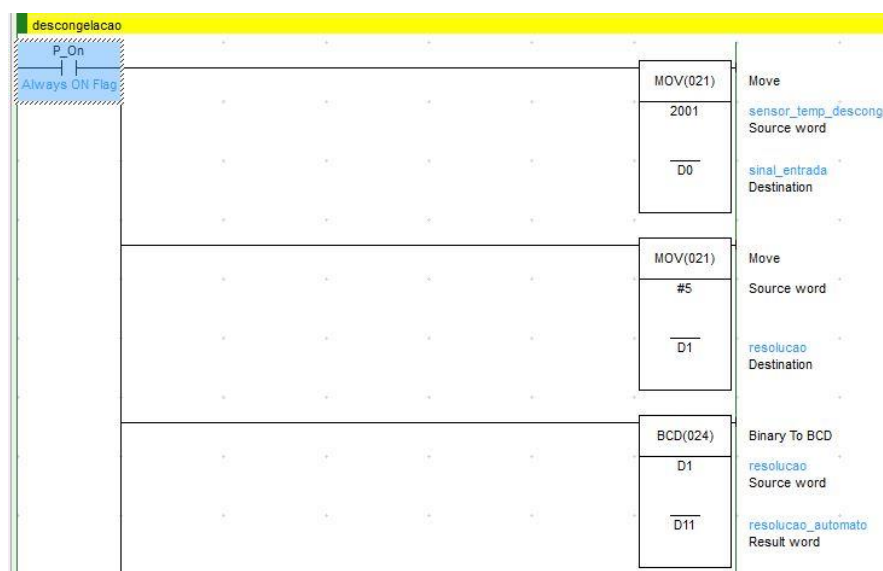 descongelacao
P_On
Always ON Flag
MOV(021) Move
2001 sensor_temp_descong
Source word
D0 sinal_entrada
Destination
MOV(021) Move
#5 Source word
D1 resolucao
Destination
BCD(024) Binary To BCD
D1 resolucao
Source word
D11 resolucao_automato
Result word